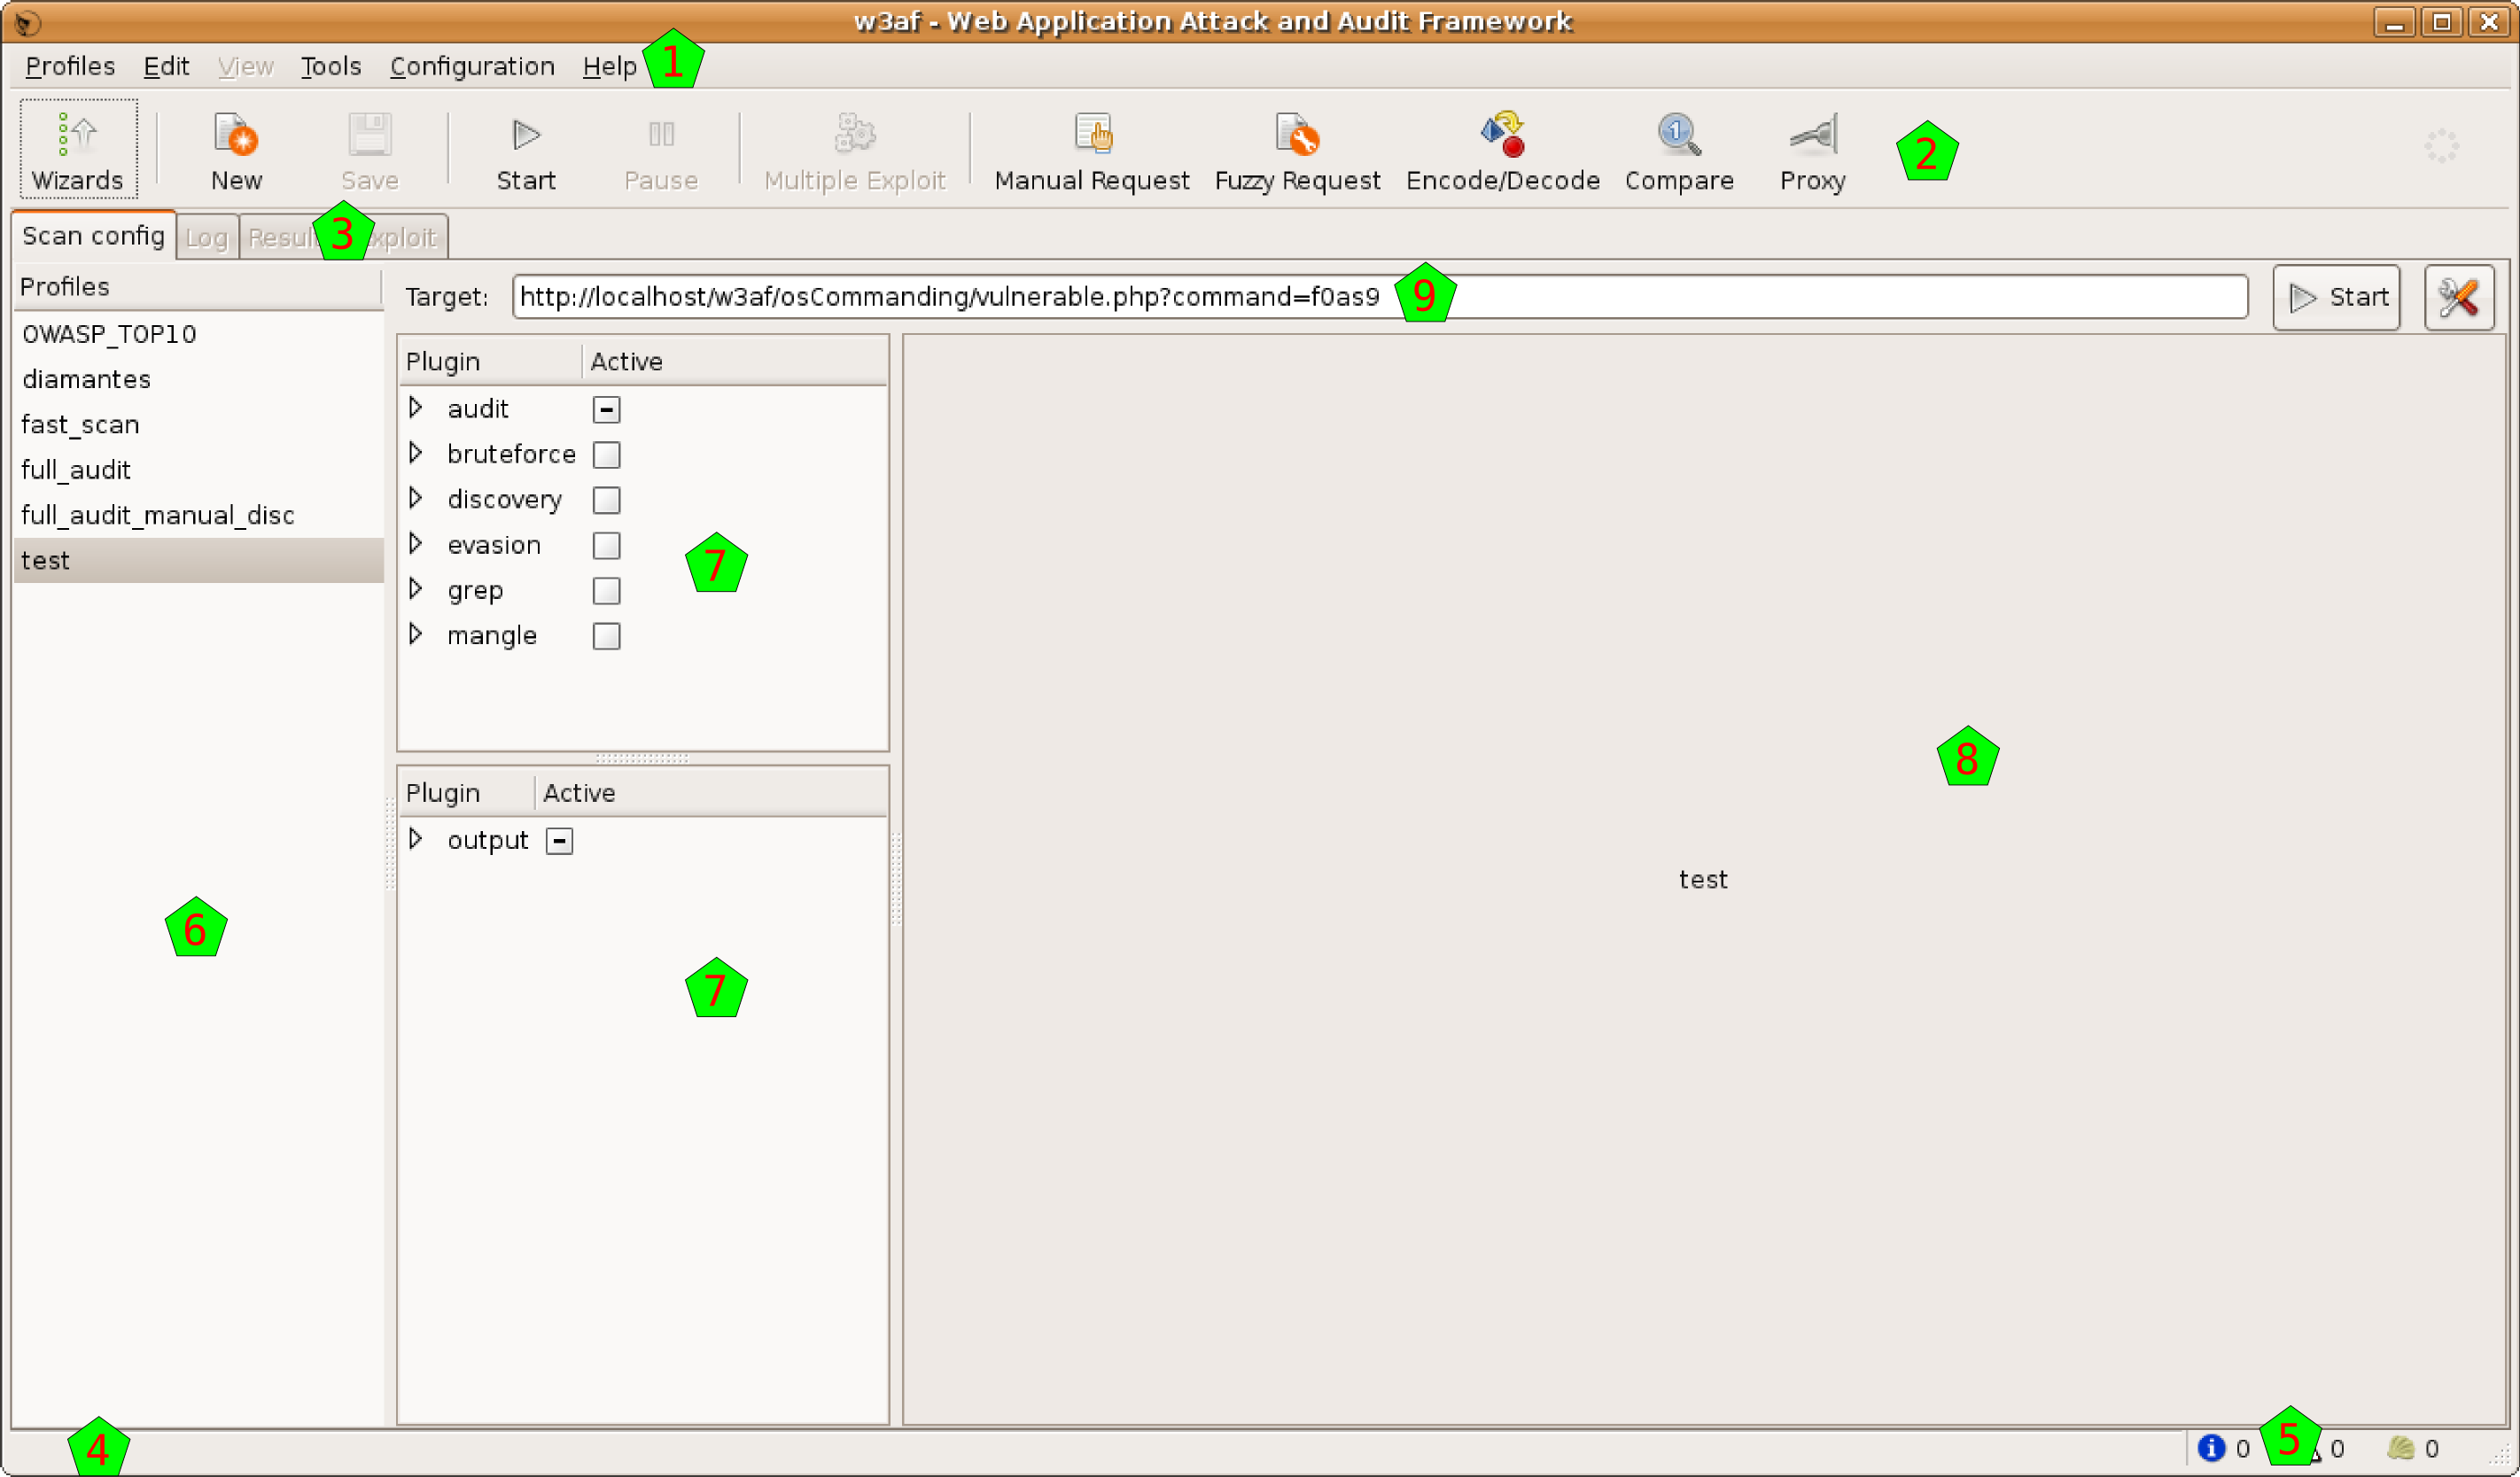 w3af - Web Application Attack and Audit Framework
Profiles Edit View Tools Configuration Help 1
Wizards New Save Start Pause Multiple Exploit Manual Request Fuzzy Request Encode/Decode Compare Proxy 2
Scan config Log 3
Profiles
OWASP_TOP10
diamantes
fast_scan
full_audit
full_audit_manual_disc
test
6
Target: http://localhost/w3af/osCommanding/vulnerable.php?command=f0as9 9 Start
Plugin Active
audit
bruteforce
discovery
evasion
7
grep
mangle
Plugin Active
output
7
8
test
4
0 5 0 0